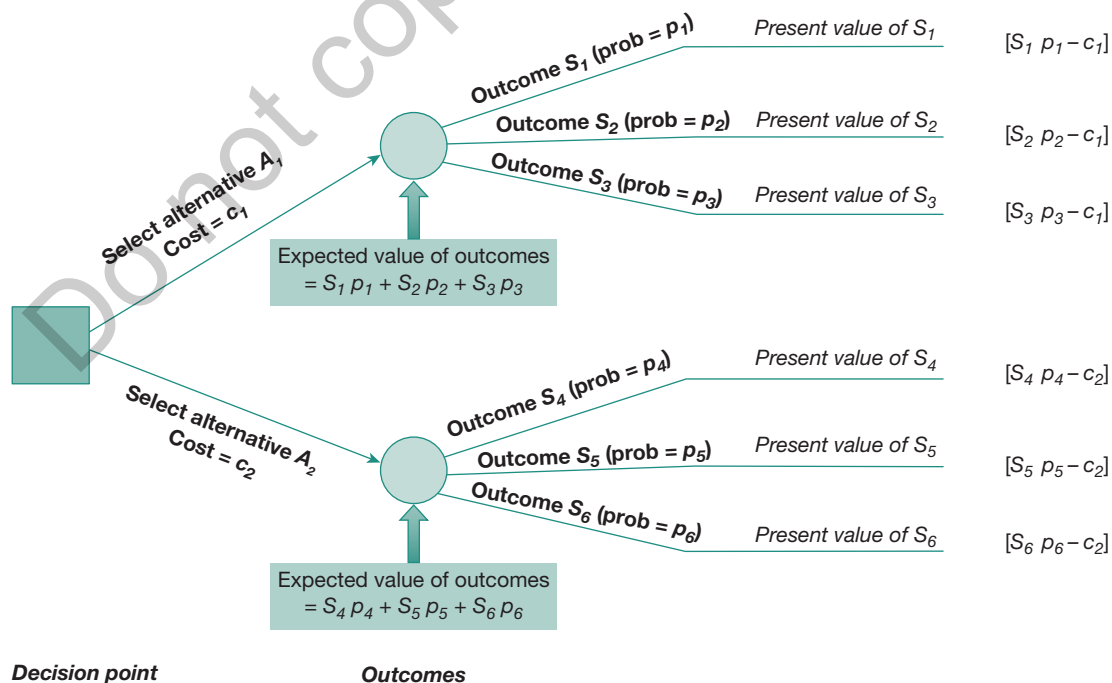 Do not cop
Outcome S1 (prob = p1)
Present value of S1
[S1 p1 – c1]
Outcome S2 (prob = p2)
Present value of S2
[S2 p2 – c1]
Outcome S3 (prob = p3)
Present value of S3
[S3 p3 – c1]
Select alternative A1
Cost = c1
Expected value of outcomes
= S1 p1 + S2 p2 + S3 p3
Outcome S4 (prob = p4)
Present value of S4
[S4 p4 – c2]
Select alternative A2
Cost = c2
Outcome S5 (prob = p5)
Present value of S5
[S5 p5 – c2]
Outcome S6 (prob = p6)
Present value of S6
[S6 p6 – c2]
Expected value of outcomes
= S4 p4 + S5 p5 + S6 p6
Decision point
Outcomes